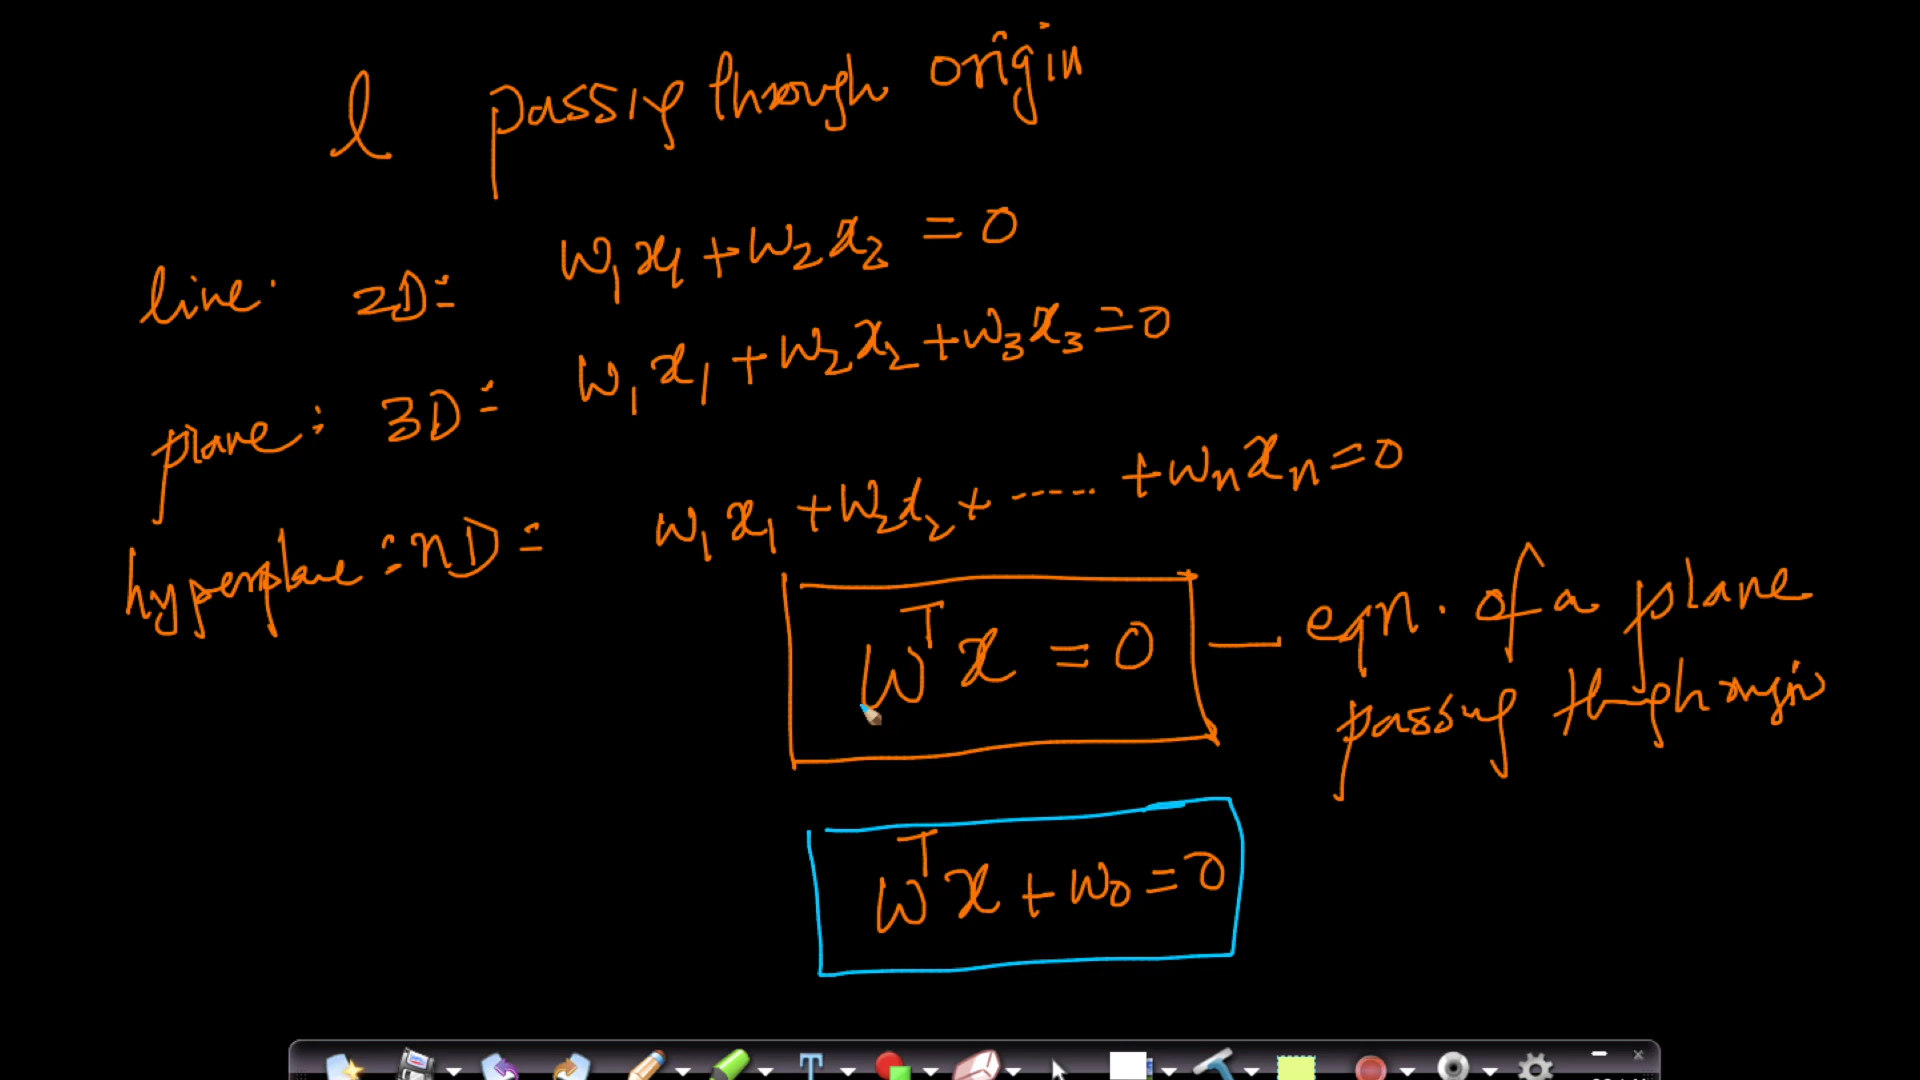 l passing through origin
line: 2D: w₁x₁ + w₂x₂ = 0
plane: 3D: w₁x₁ + w₂x₂ + w₃x₃ = 0
hyperplane: nD: w₁x₁ + w₂x₂ + ...... + wₙxₙ = 0
wᵀx = 0 — eqn. of a plane
passing through origin
wᵀx + w₀ = 0